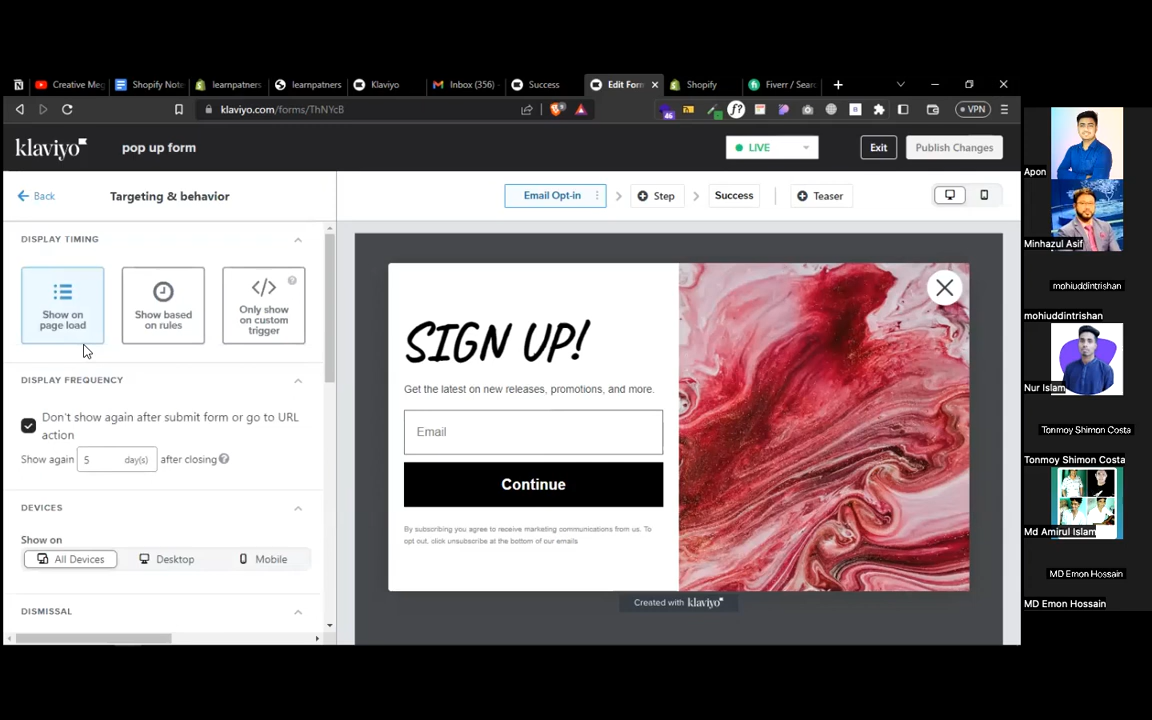 Creative Meg
Shopify Note
learnpatners
learnpatners
Klaviyo
Inbox (356)
Success
Edit Form
Shopify
Fiverr / Sear
klaviyo.com/forms/ThNYcB
46
VPN
klaviyo
pop up form
LIVE
Exit
Publish Changes
Back
Targeting & behavior
Email Opt-in
Step
Success
Teaser
DISPLAY TIMING
Show on
page load
Show based
on rules
Only show
on custom
trigger
DISPLAY FREQUENCY
Don't show again after submit form or go to URL
action
Show again 5 day(s) after closing
DEVICES
Show on
All Devices
Desktop
Mobile
DISMISSAL
SIGN UP!
Get the latest on new releases, promotions, and more.
Email
Continue
By subscribing you agree to receive marketing communications from us. To
opt out, click unsubscribe at the bottom of our emails
Created with klaviyo
Apon
Minhazul Asif
mohiuddintrishan
mohiuddintrishan
Nur Islam
Tonmoy Shimon Costa
Tonmoy Shimon Costa
Md Amirul Islam
MD Emon Hossain
MD Emon Hossain